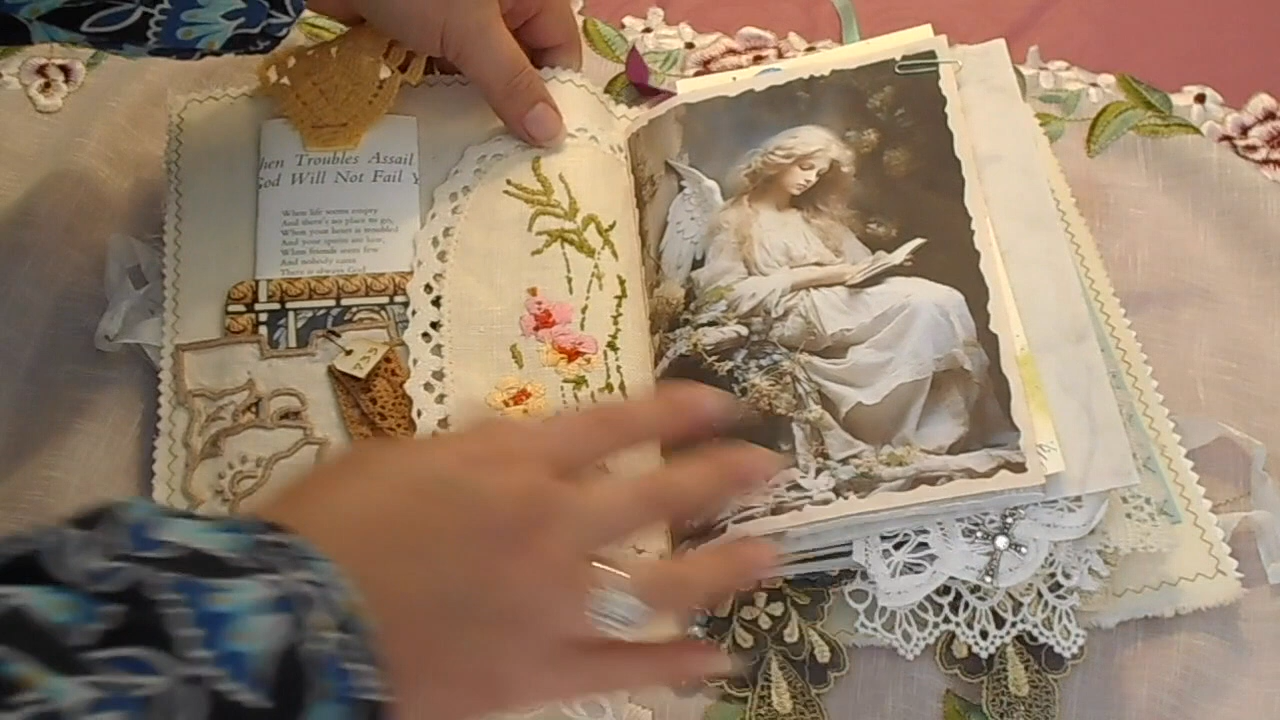 hen Troubles Assail
God Will Not Fail Y
When life seems empty
And there's no place to go,
When your heart is troubled
And your spirits are low,
When friends seem few
And nobody cares
There is always God